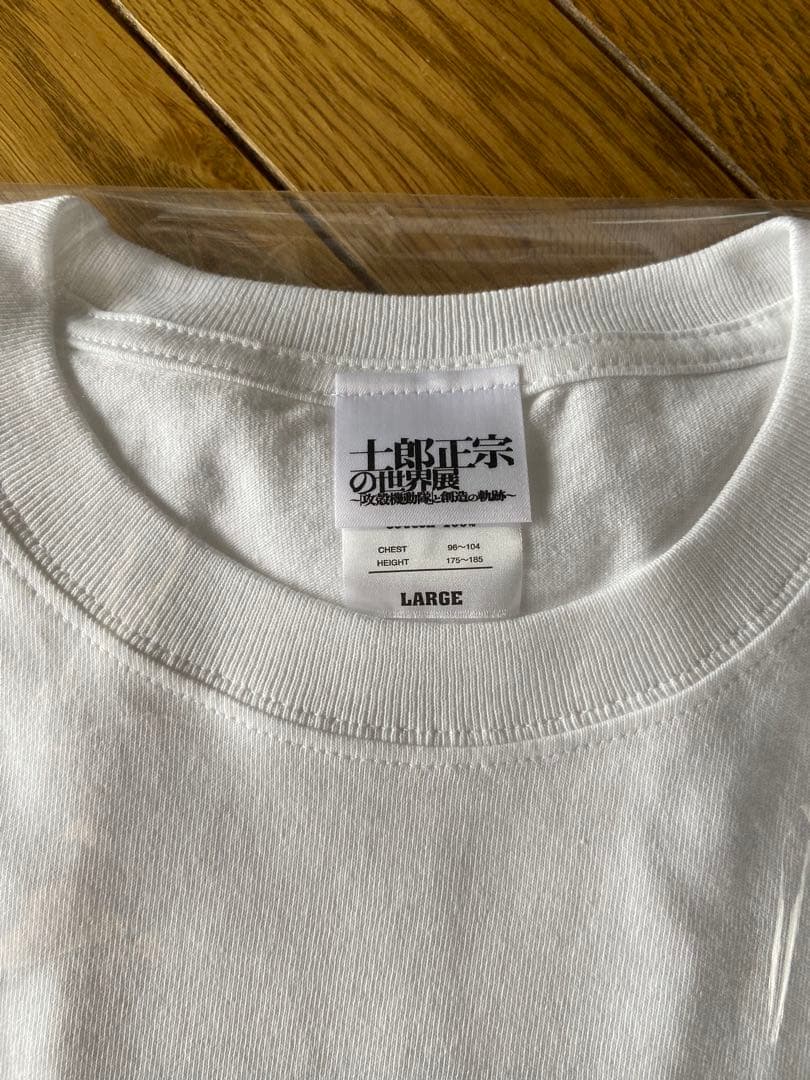 士郎正宗
の世界展
～「攻殻機動隊」と創造の軌跡～
CHEST 96～104
HEIGHT 175～185
LARGE